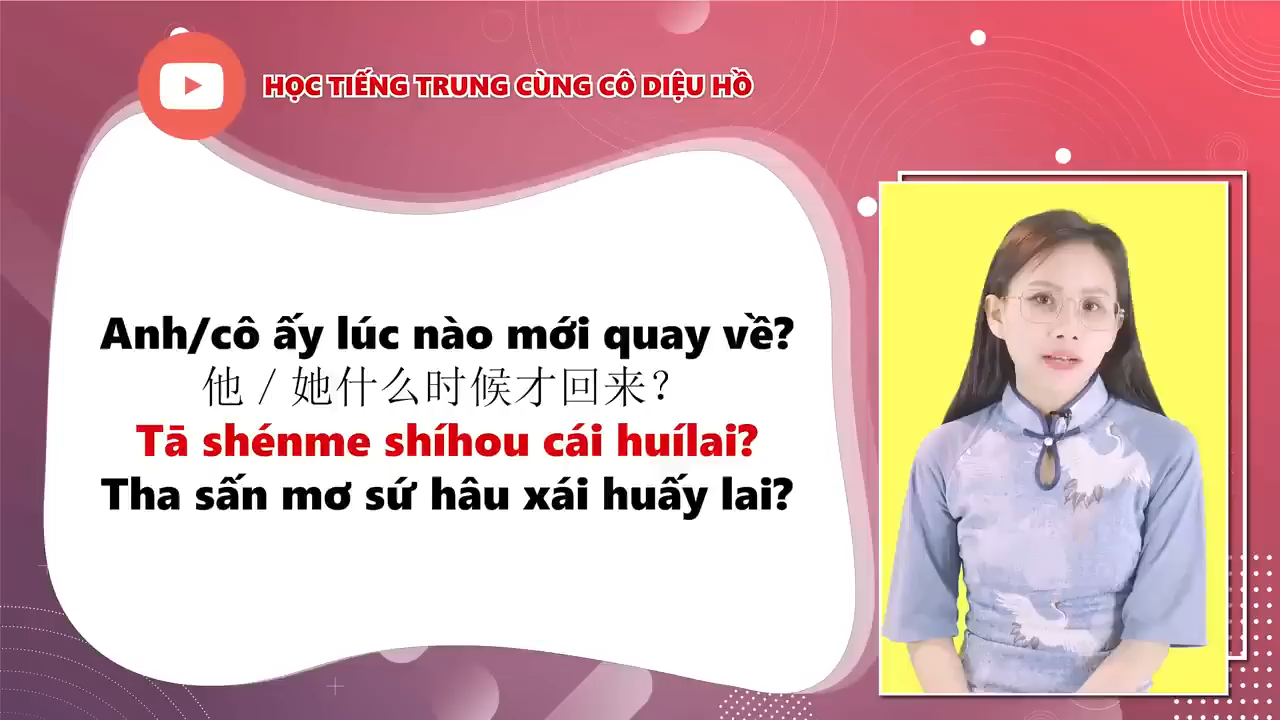 HỌC TIẾNG TRUNG CÙNG CÔ DIỆU HỒ
Anh/cô ấy lúc nào mới quay về?
他 / 她什么时候才回来？
Tā shénme shíhou cái huílai?
Tha sấn mơ sứ hâu xái huấy lai?